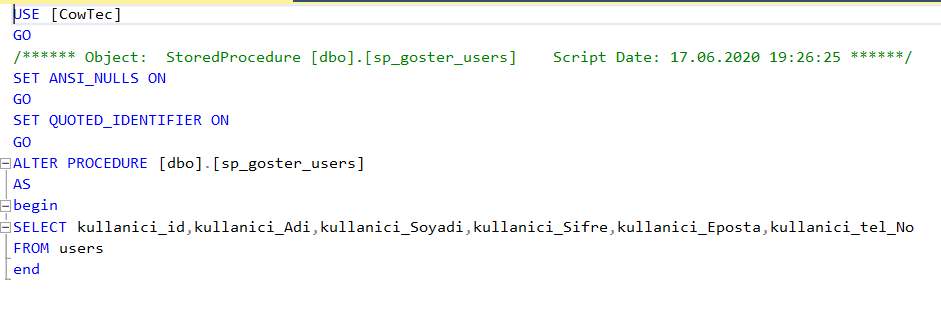 USE [CowTec]
GO
/****** Object:  StoredProcedure [dbo].[sp_goster_users]    Script Date: 17.06.2020 19:26:25 ******/
SET ANSI_NULLS ON
GO
SET QUOTED_IDENTIFIER ON
GO
ALTER PROCEDURE [dbo].[sp_goster_users]
AS
begin
SELECT kullanici_id,kullanici_Adi,kullanici_Soyadi,kullanici_Sifre,kullanici_Eposta,kullanici_tel_No
FROM users
end